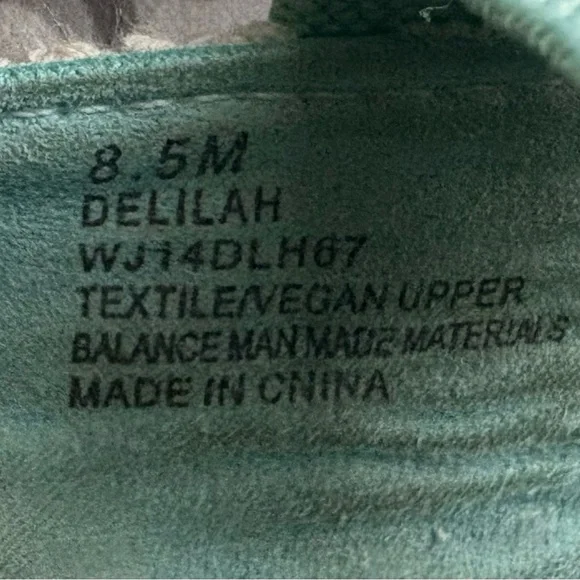 8.5M
DELILAH
WJ14DLH67
TEXTILE/VEGAN UPPER
BALANCE MAN MADE MATERIALS
MADE IN CHINA